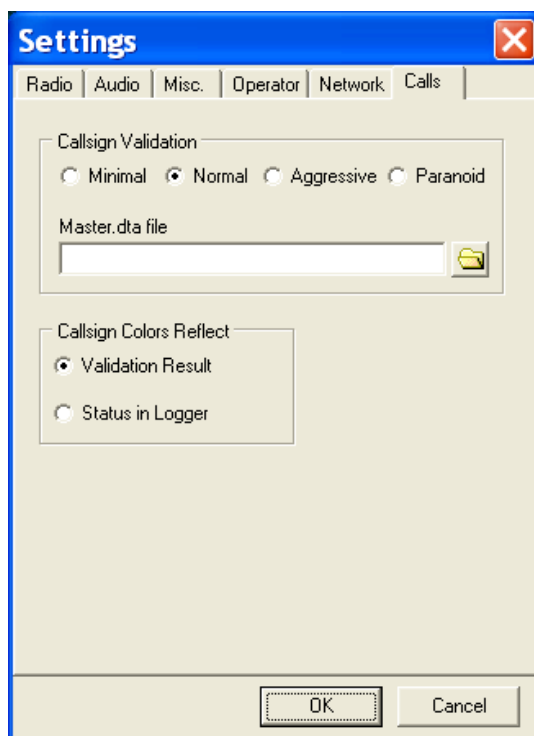 Settings
Radio Audio Misc. Operator Network Calls
Callsign Validation
Minimal Normal Aggressive Paranoid
Master.dta file
Callsign Colors Reflect
Validation Result
Status in Logger
OK Cancel